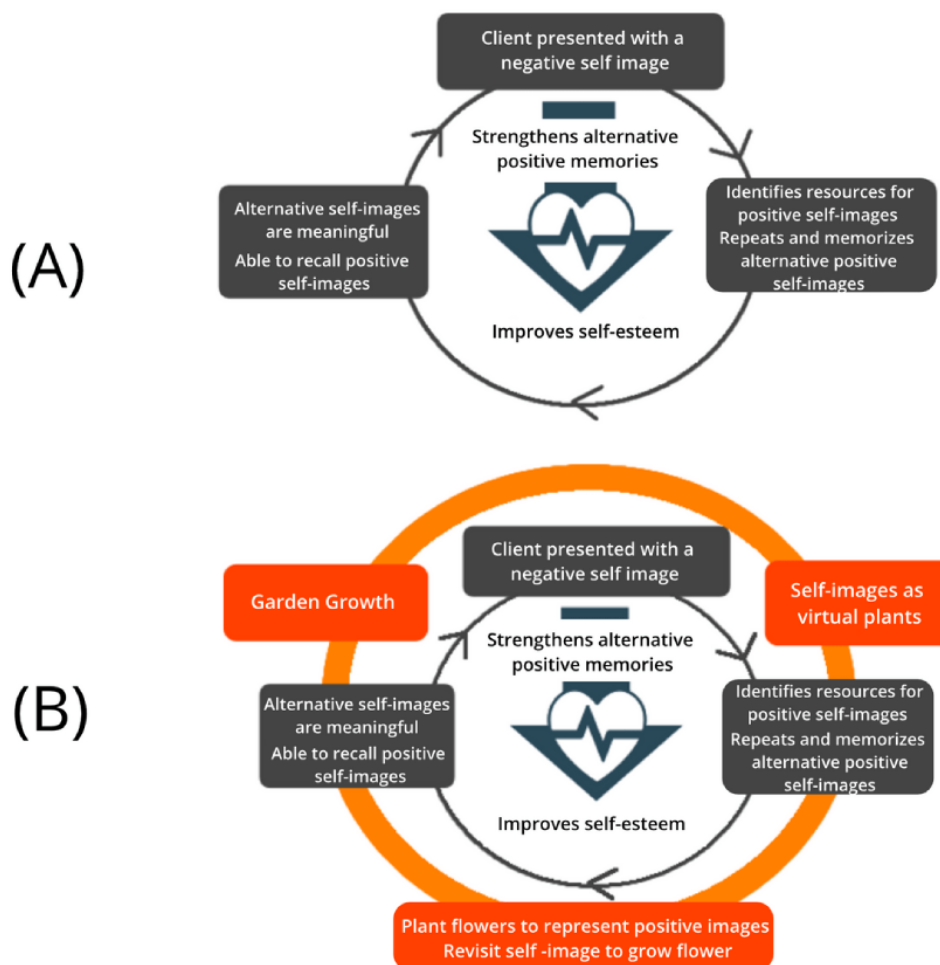 Client presented with a
negative self image
Strengthens alternative
positive memories
Alternative self-images
are meaningful
Able to recall positive
self-images
Identifies resources for
positive self-images
Repeats and memorizes
alternative positive
self-images
(A)
Improves self-esteem
Client presented with a
negative self image
Garden Growth
Self-images as
virtual plants
Strengthens alternative
positive memories
Alternative self-images
are meaningful
Able to recall positive
self-images
Identifies resources for
positive self-images
Repeats and memorizes
alternative positive
self-images
(B)
Improves self-esteem
Plant flowers to represent positive images
Revisit self -image to grow flower